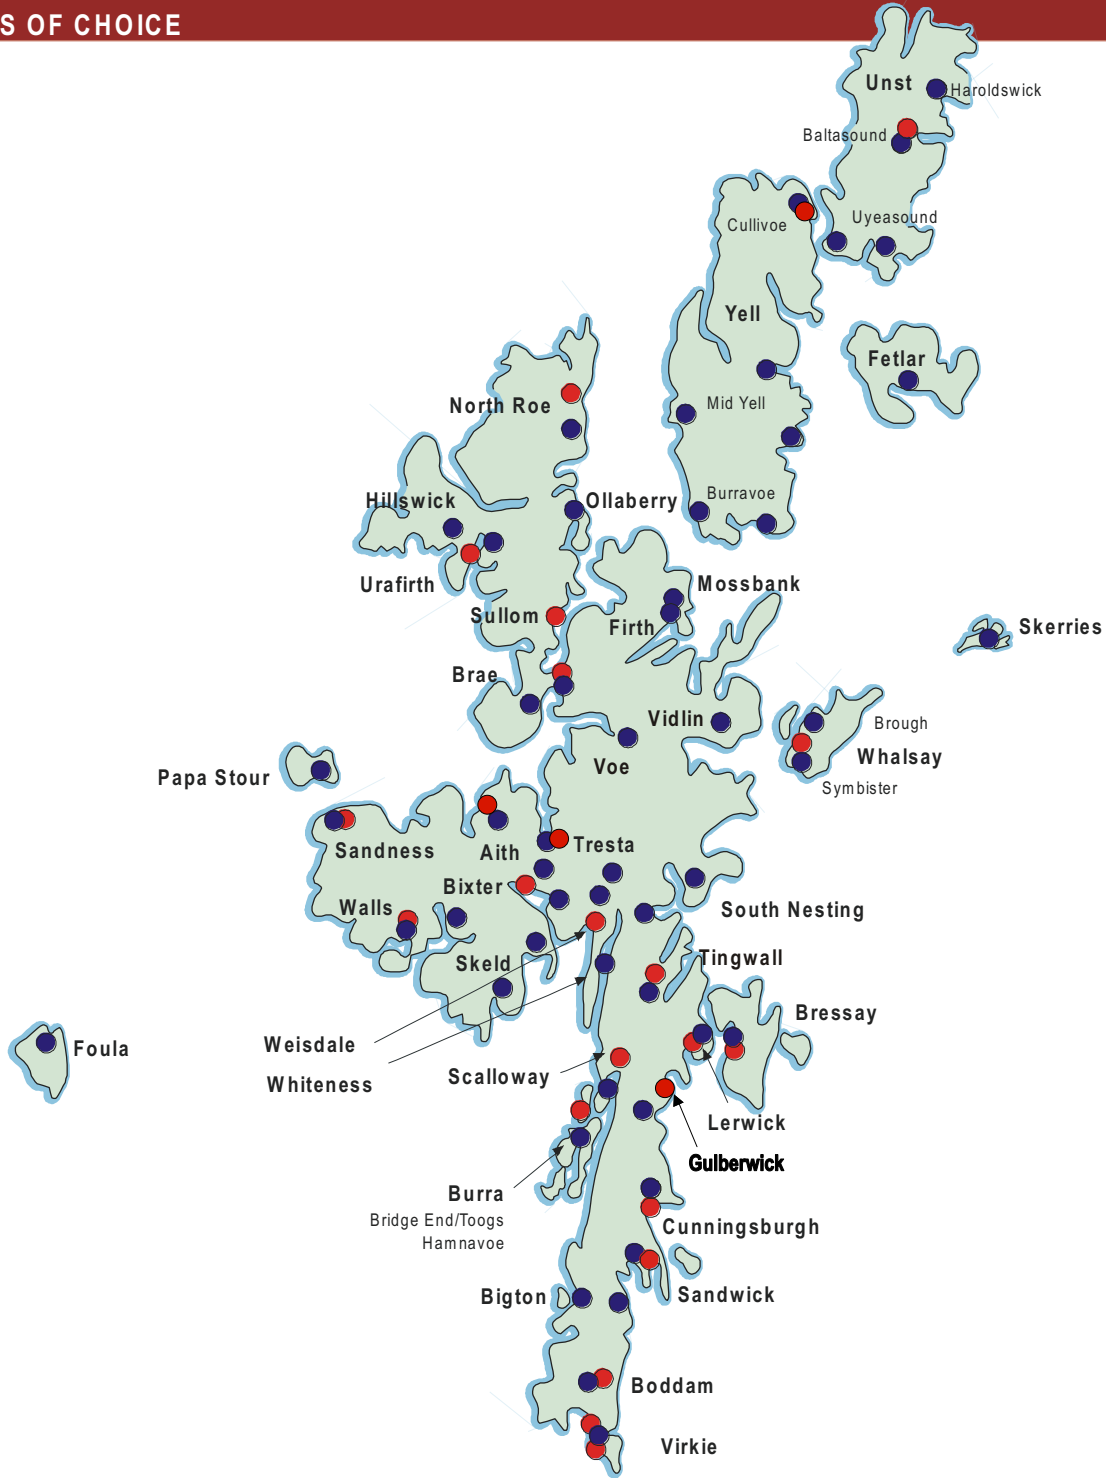 S OF CHOICE
Unst
Haroldswick
Baltasound
Uyeasound
Cullivoe
Yell
Fetlar
Mid Yell
North Roe
Burravoe
Hillswick
Ollaberry
Urafirth
Mossbank
Sullom
Firth
Skerries
Brae
Vidlin
Brough
Voe
Whalsay
Papa Stour
Symbister
Sandness
Aith
Tresta
Bixter
Walls
South Nesting
Skeld
Tingwall
Bressay
Foula
Weisdale
Whiteness
Scalloway
Lerwick
Gulberwick
Burra
Bridge End/Toogs
Hamnavoe
Cunningsburgh
Bigton
Sandwick
Boddam
Virkie